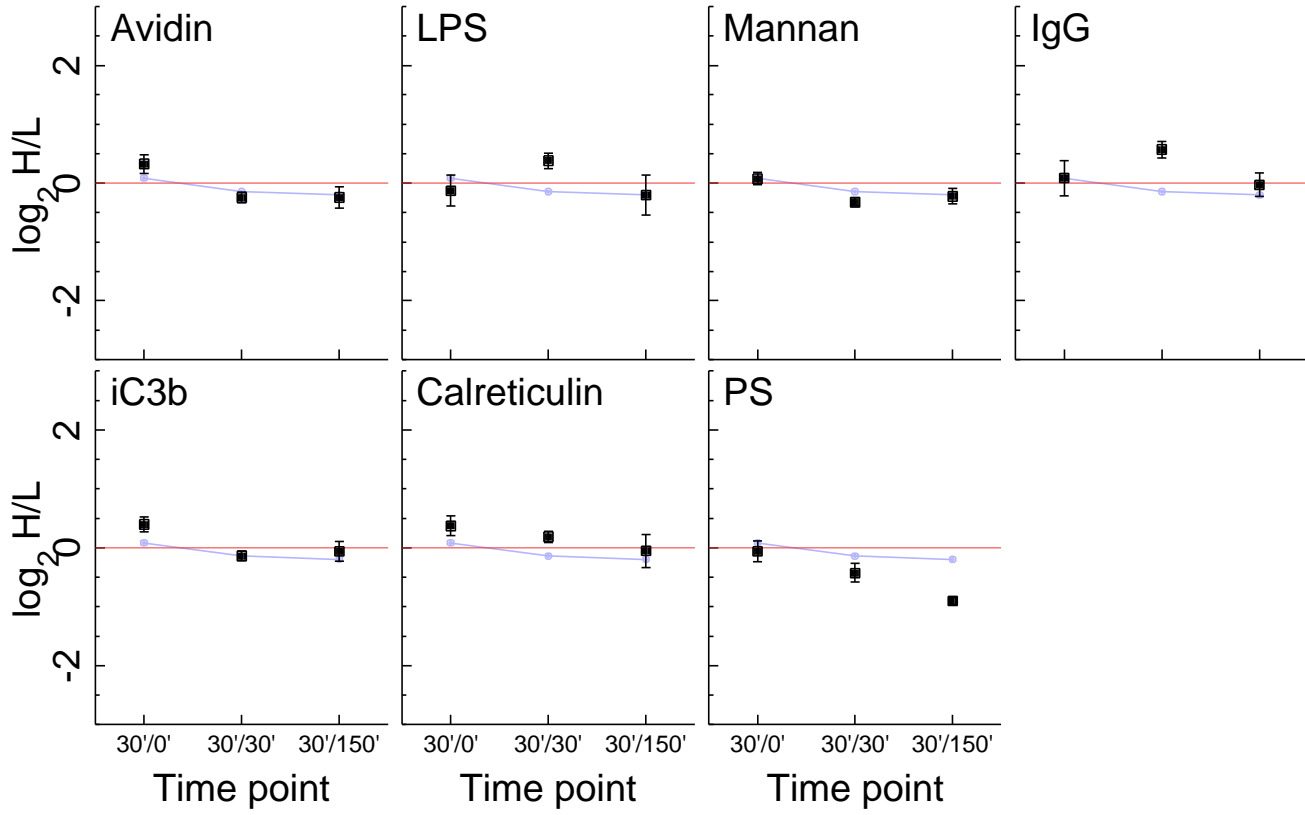 Avidin
LPS
Mannan
IgG
2
0
-2
log2 H/L
iC3b
Calreticulin
PS
2
0
-2
log2 H/L
30'/0' 30'/30' 30'/150'
30'/0' 30'/30' 30'/150'
30'/0' 30'/30' 30'/150'
Time point
Time point
Time point